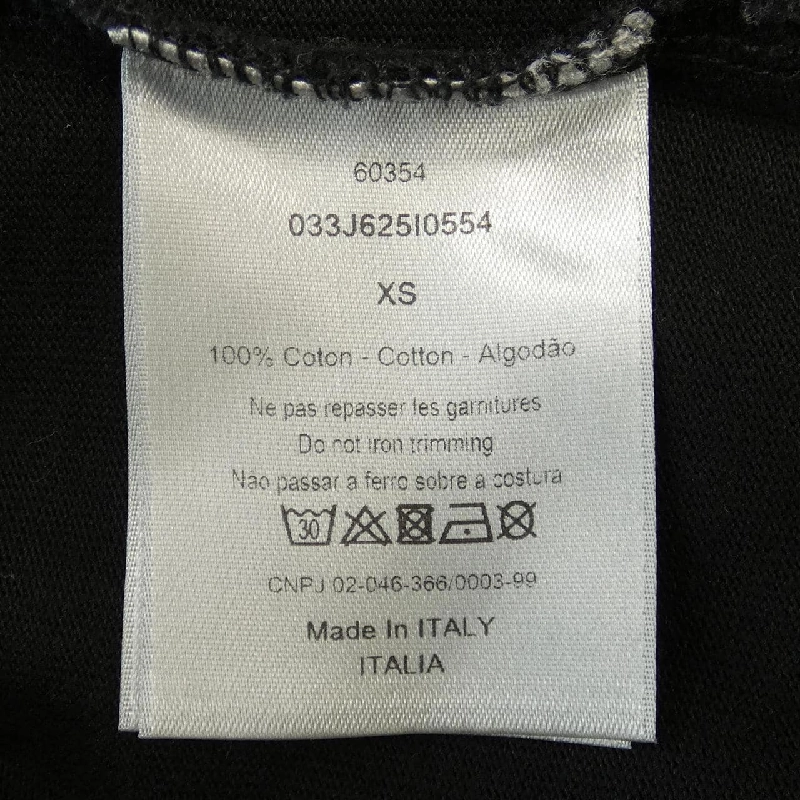 60354
033J625I0554
XS
100% Coton - Cotton - Algodão
Ne pas repasser les garnitures
Do not iron trimming
Não passar a ferro sobre a costura
30
CNPJ 02-046-366/0003-99
Made In ITALY
ITALIA